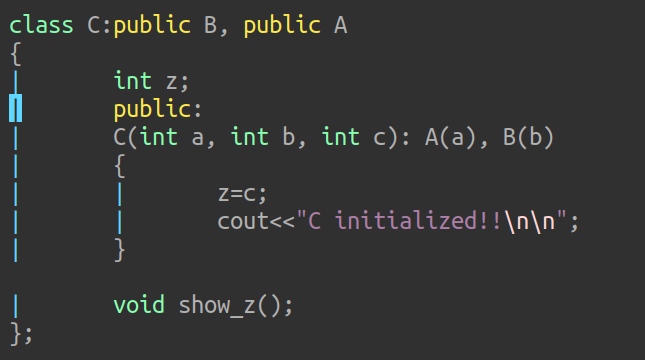 class C:public B, public A
{
        int z;
        public:
        C(int a, int b, int c): A(a), B(b)
        {
                z=c;
                cout<<"C initialized!!\n\n";
        }

        void show_z();
};